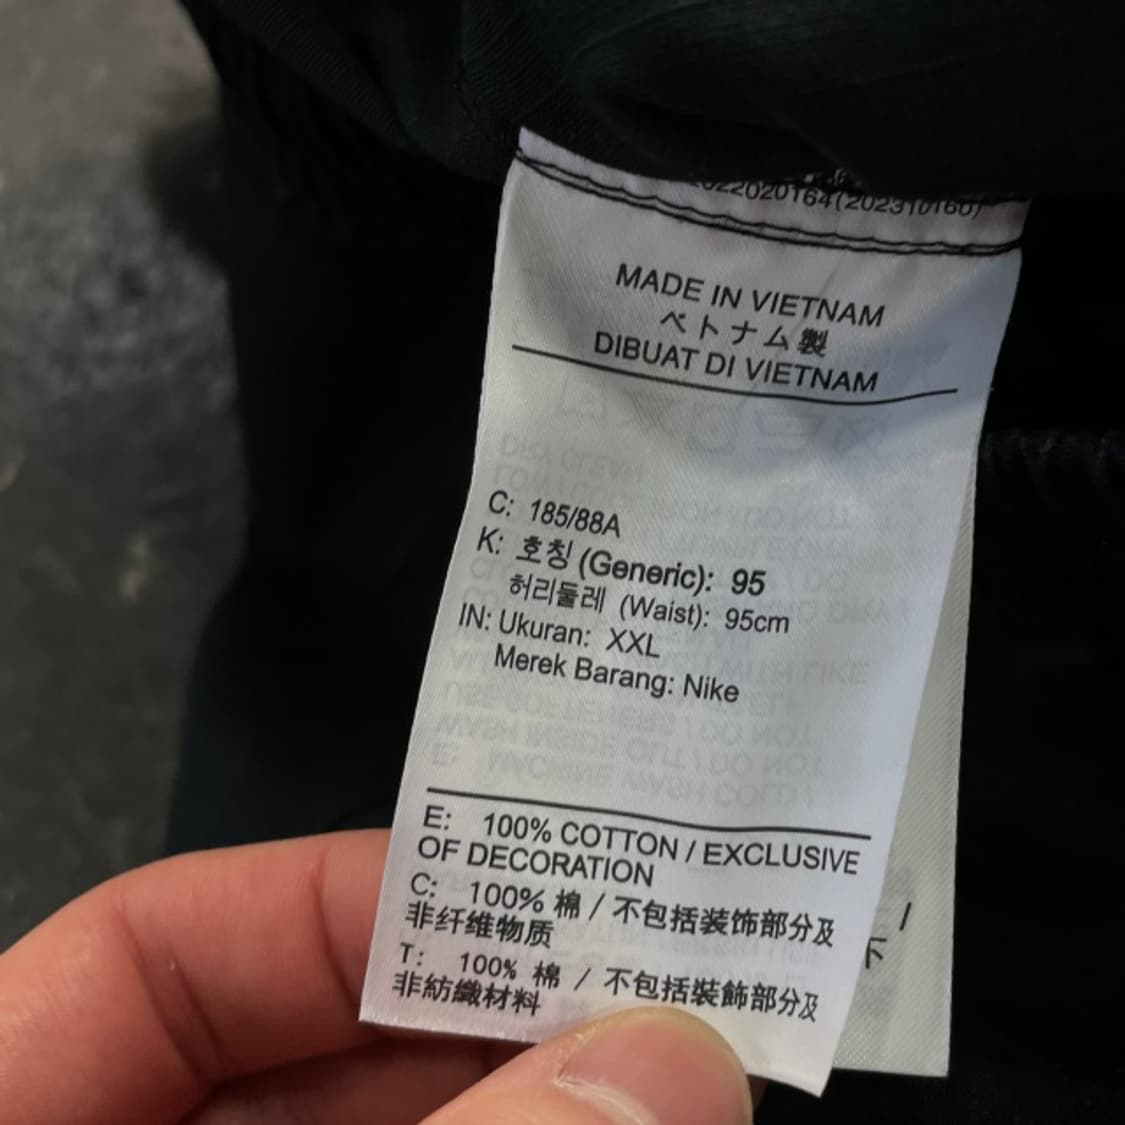 022020164(202310160)
MADE IN VIETNAM
ベトナム製
DIBUAT DI VIETNAM
C: 185/88A
K: 호칭 (Generic): 95
허리둘레 (Waist): 95cm
IN: Ukuran: XXL
Merek Barang: Nike
E: 100% COTTON / EXCLUSIVE
OF DECORATION
C: 100% 棉 / 不包括装饰部分及
非纤维物质
T: 100% 棉 / 不包括裝飾部分及
非紡織材料
/
下